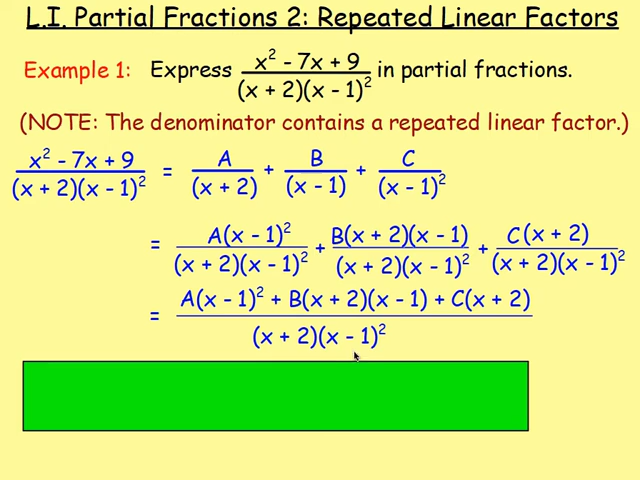 L.I. Partial Fractions 2: Repeated Linear Factors
Example 1: Express (x² - 7x + 9)/((x + 2)(x - 1)²) in partial fractions.
(NOTE: The denominator contains a repeated linear factor.)
(x² - 7x + 9)/((x + 2)(x - 1)²) = A/(x + 2) + B/(x - 1) + C/(x - 1)²
= A(x - 1)²/((x + 2)(x - 1)²) + B(x + 2)(x - 1)/((x + 2)(x - 1)²) + C(x + 2)/((x + 2)(x - 1)²)
= (A(x - 1)² + B(x + 2)(x - 1) + C(x + 2))/((x + 2)(x - 1)²)